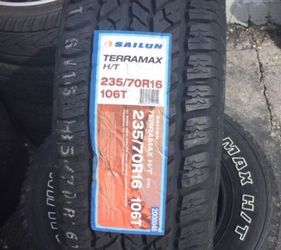 SAILUN
TERRAMAX
H/T
235/70R16
106T
TERRAMAX H/T
235/70R16 106T
MAX H/T